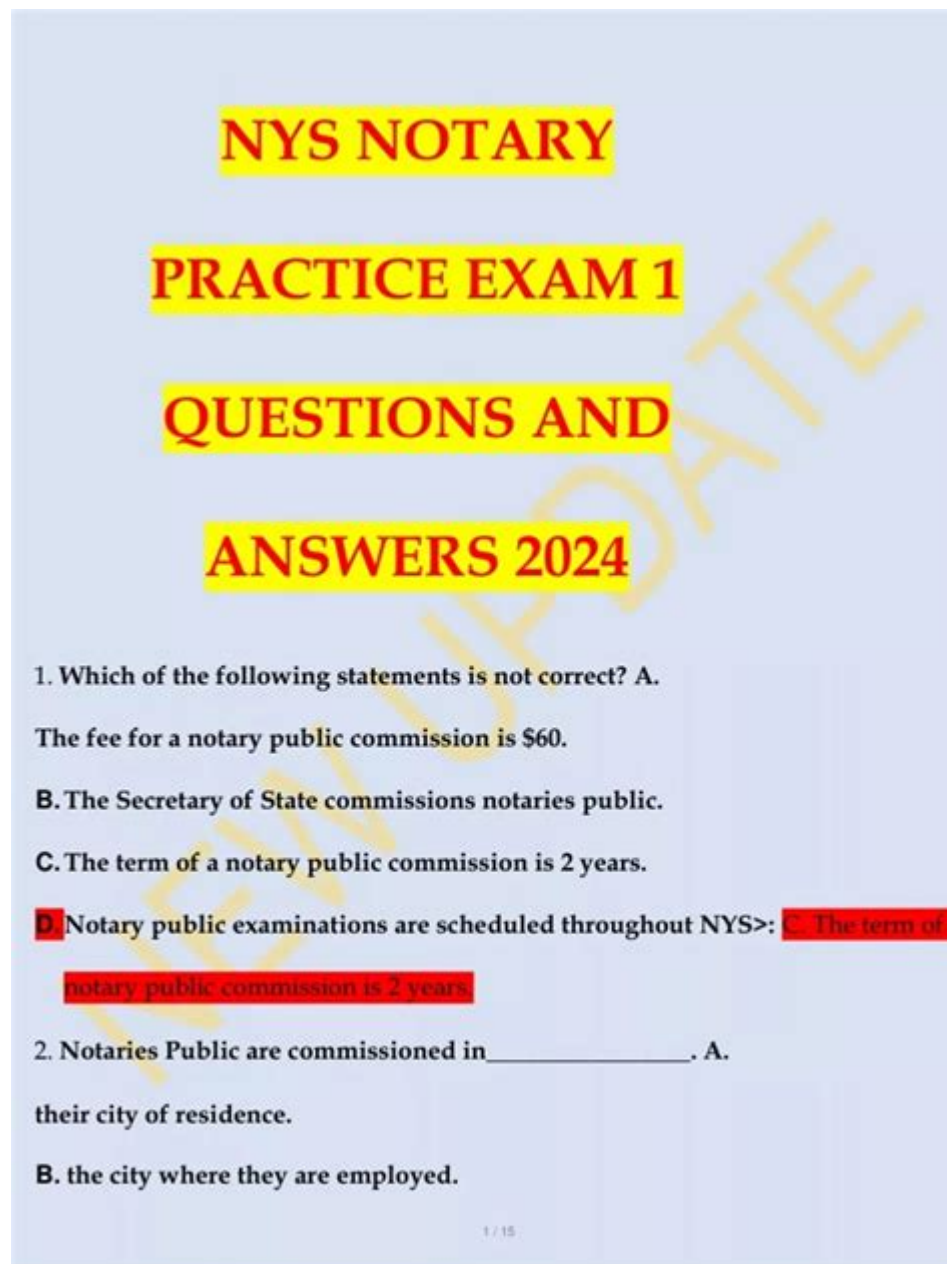 NYS NOTARY
PRACTICE EXAM 1
QUESTIONS AND
ANSWERS 2024
NEW UPDATE
1. Which of the following statements is not correct? A.
The fee for a notary public commission is $60.
B. The Secretary of State commissions notaries public.
C. The term of a notary public commission is 2 years.
D. Notary public examinations are scheduled throughout NYS>: C. The term of
notary public commission is 2 years.
2. Notaries Public are commissioned in_________________. A.
their city of residence.
B. the city where they are employed.
1 / 15